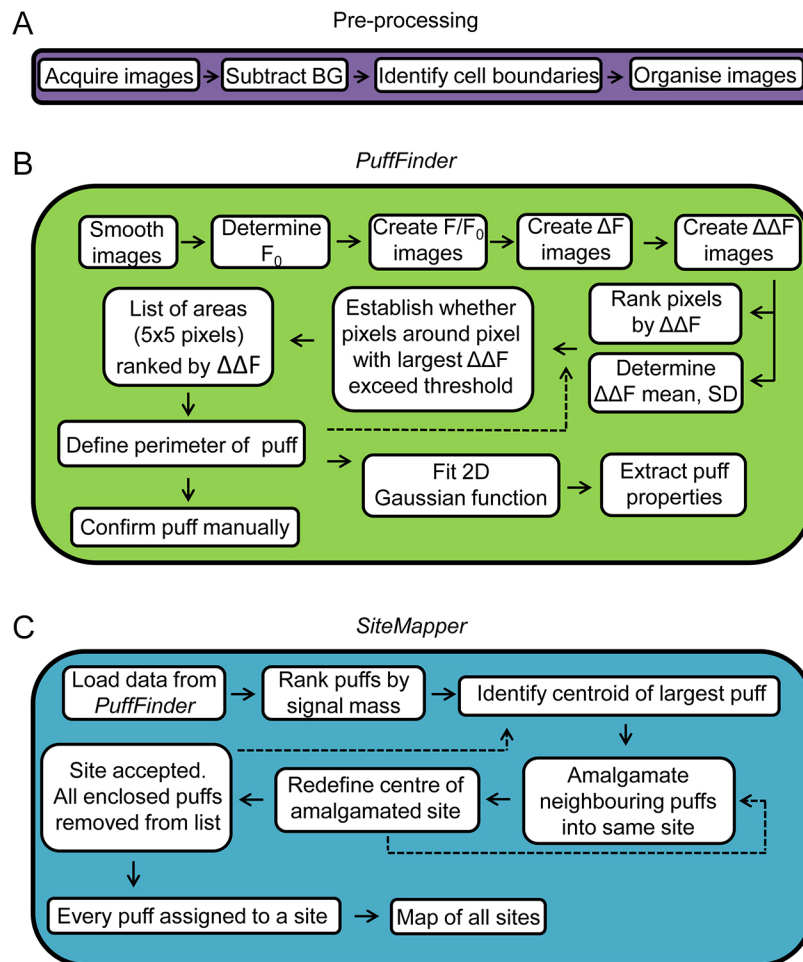 A
Pre-processing
Acquire images
Subtract BG
Identify cell boundaries
Organise images
B
PuffFinder
Smooth
images
Determine
F₀
Create F/F₀
images
Create ΔF
images
Create ΔΔF
images
Rank pixels
by ΔΔF
Determine
ΔΔF mean, SD
Establish whether
pixels around pixel
with largest ΔΔF
exceed threshold
List of areas
(5x5 pixels)
ranked by ΔΔF
Define perimeter of puff
Confirm puff manually
Fit 2D
Gaussian function
Extract puff
properties
C
SiteMapper
Load data from
PuffFinder
Rank puffs by
signal mass
Identify centroid of largest puff
Amalgamate
neighbouring puffs
into same site
Redefine centre of
amalgamated site
Site accepted.
All enclosed puffs
removed from list
Every puff assigned to a site
Map of all sites